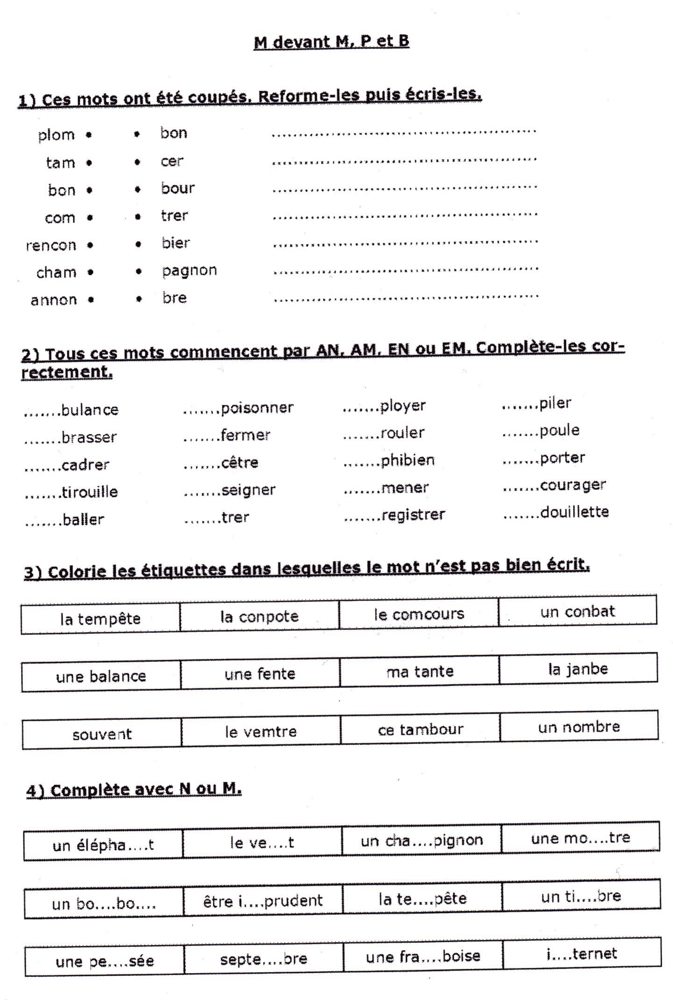 M devant M, P et B
1) Ces mots ont été coupés. Reforme-les puis écris-les.
plom • • bon ................................................
tam • • cer ................................................
bon • • bour ................................................
com • • trer ................................................
rencon • • bier ................................................
cham • • pagnon ................................................
annon • • bre ................................................
2) Tous ces mots commencent par AN, AM, EN ou EM. Complète-les cor-
rectement.
.......bulance .......poisonner .......ployer .......piler
.......brasser .......fermer .......rouler .......poule
.......cadrer .......cêtre .......phibien .......porter
.......tirouille .......seigner .......mener .......courager
.......baller .......trer .......registrer .......douillette
3) Colorie les étiquettes dans lesquelles le mot n'est pas bien écrit.
la tempête la conpote le comcours un conbat
une balance une fente ma tante la janbe
souvent le vemtre ce tambour un nombre
4) Complète avec N ou M.
un élépha....t le ve....t un cha....pignon une mo....tre
un bo....bo.... être i....prudent la te....pête un ti....bre
une pe....sée septe....bre une fra....boise i....ternet